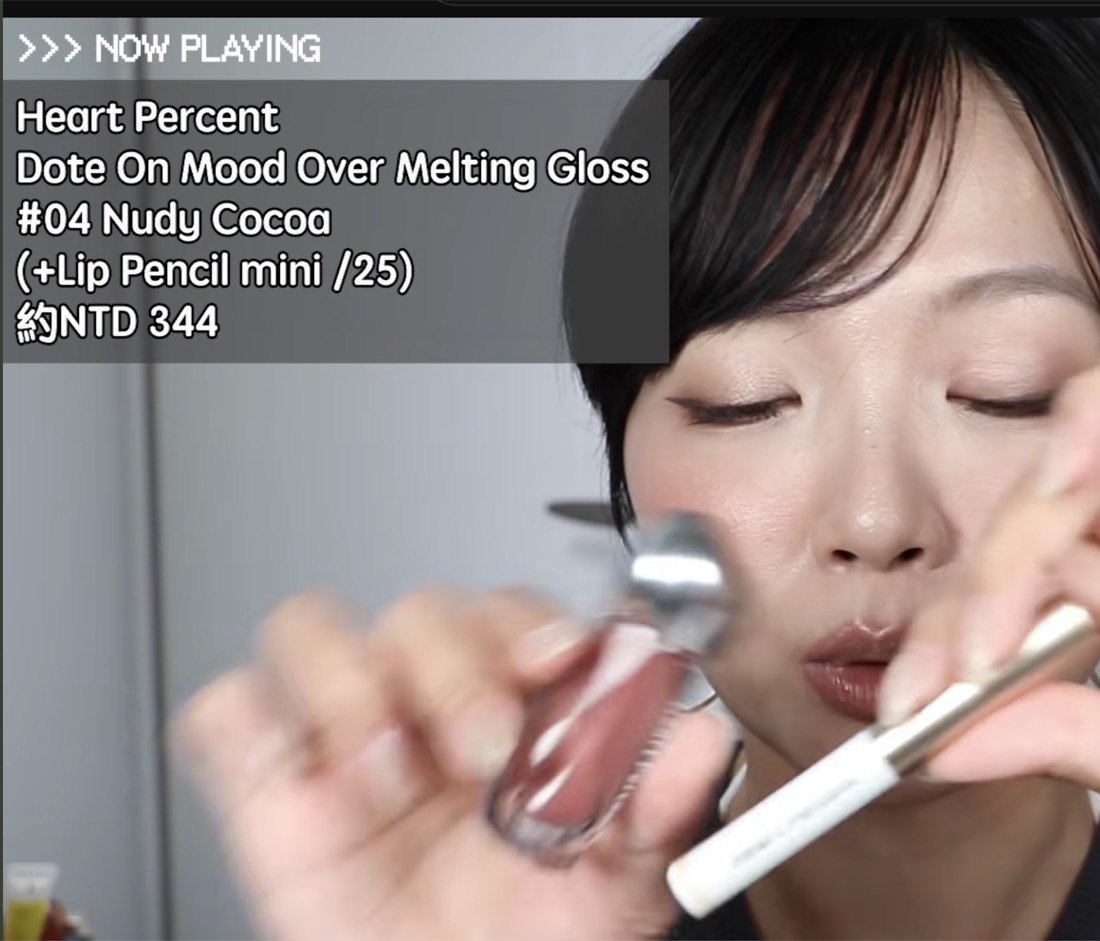 >>> NOW PLAYING
Heart Percent
Dote On Mood Over Melting Gloss
#04 Nudy Cocoa
(+Lip Pencil mini /25)
約NTD 344